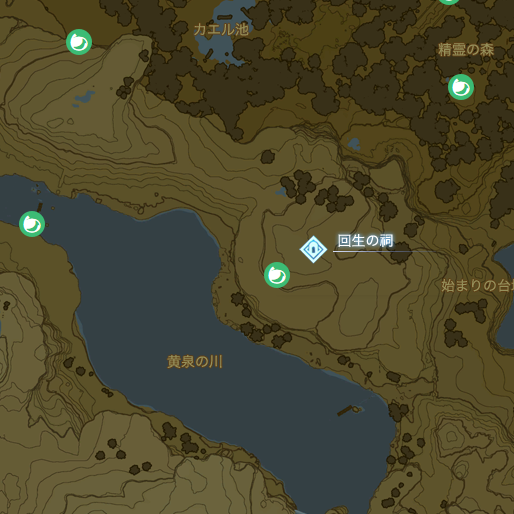 カエル池
精霊の森
回生の祠
始まりの台地
黄泉の川